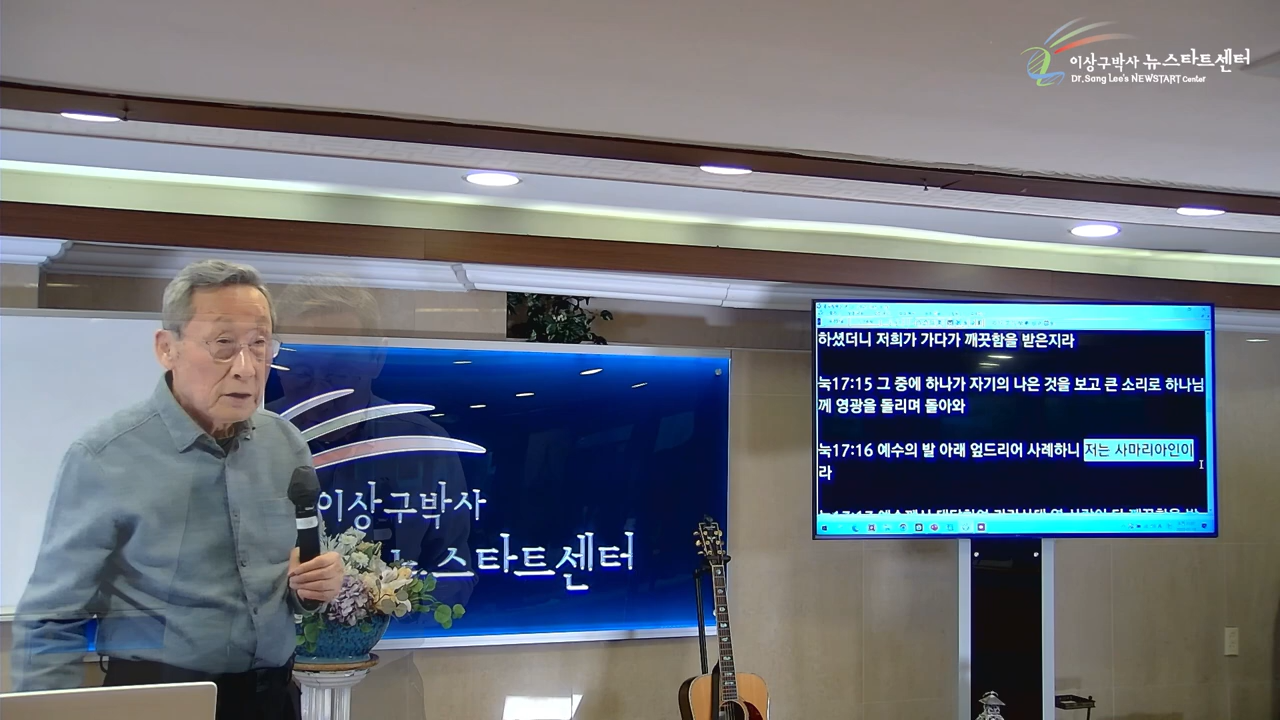 이상구박사 뉴스타트센터
Dr. Sang Lee's NEWSTART Center
하셨더니 저희가 가다가 깨끗함을 받은지라
눅17:15 그 중에 하나가 자기의 나은 것을 보고 큰 소리로 하나님
께 영광을 돌리며 돌아와
눅17:16 예수의 발 아래 엎드리어 사례하니 저는 사마리아인이
라
이상구박사
뉴스타트센터